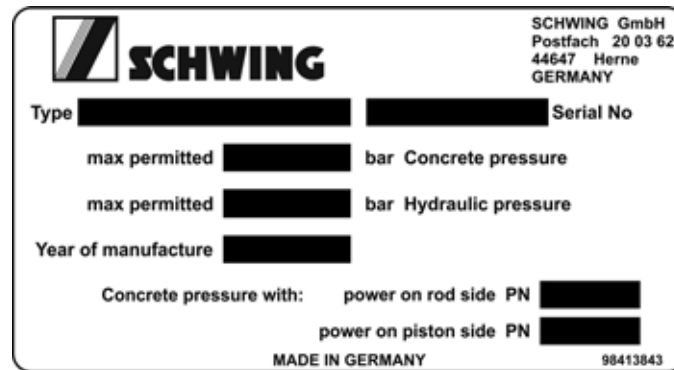 SCHWING
SCHWING GmbH
Postfach 20 03 62
44647 Herne
GERMANY
Type Serial No
max permitted bar Concrete pressure
max permitted bar Hydraulic pressure
Year of manufacture
Concrete pressure with: power on rod side PN
power on piston side PN
MADE IN GERMANY 98413843